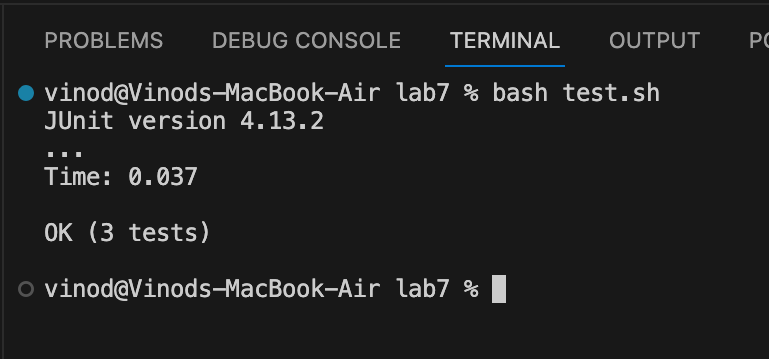 PROBLEMS DEBUG CONSOLE TERMINAL OUTPUT PO
vinod@Vinods-MacBook-Air lab7 % bash test.sh
JUnit version 4.13.2
...
Time: 0.037
OK (3 tests)
vinod@Vinods-MacBook-Air lab7 %